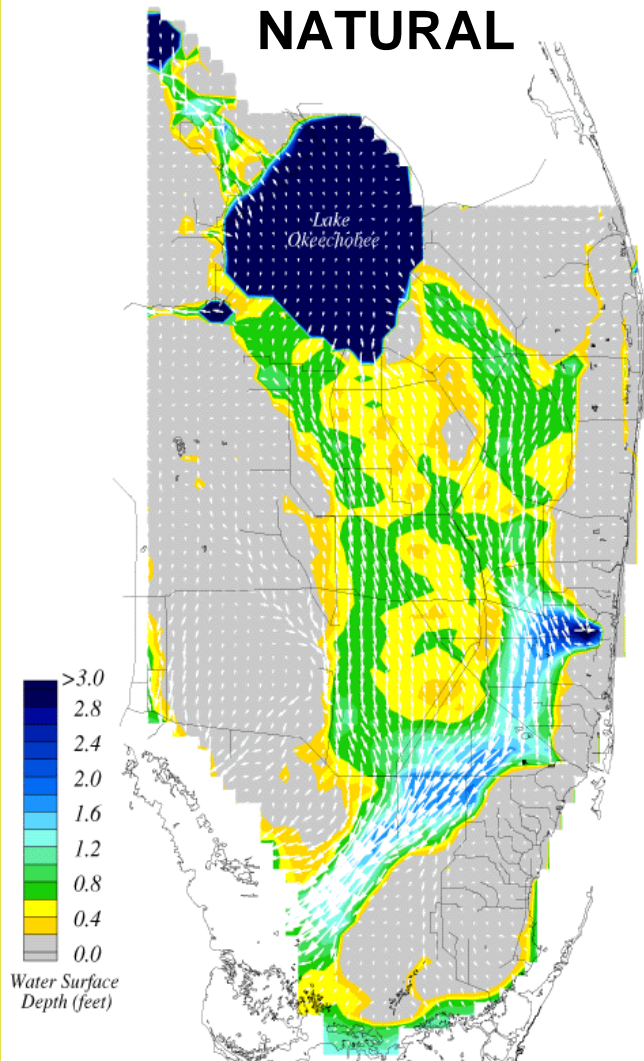 NATURAL
Lake
Okeechobee
>3.0
2.8
2.4
2.0
1.6
1.2
0.8
0.4
0.0
Water Surface
Depth (feet)